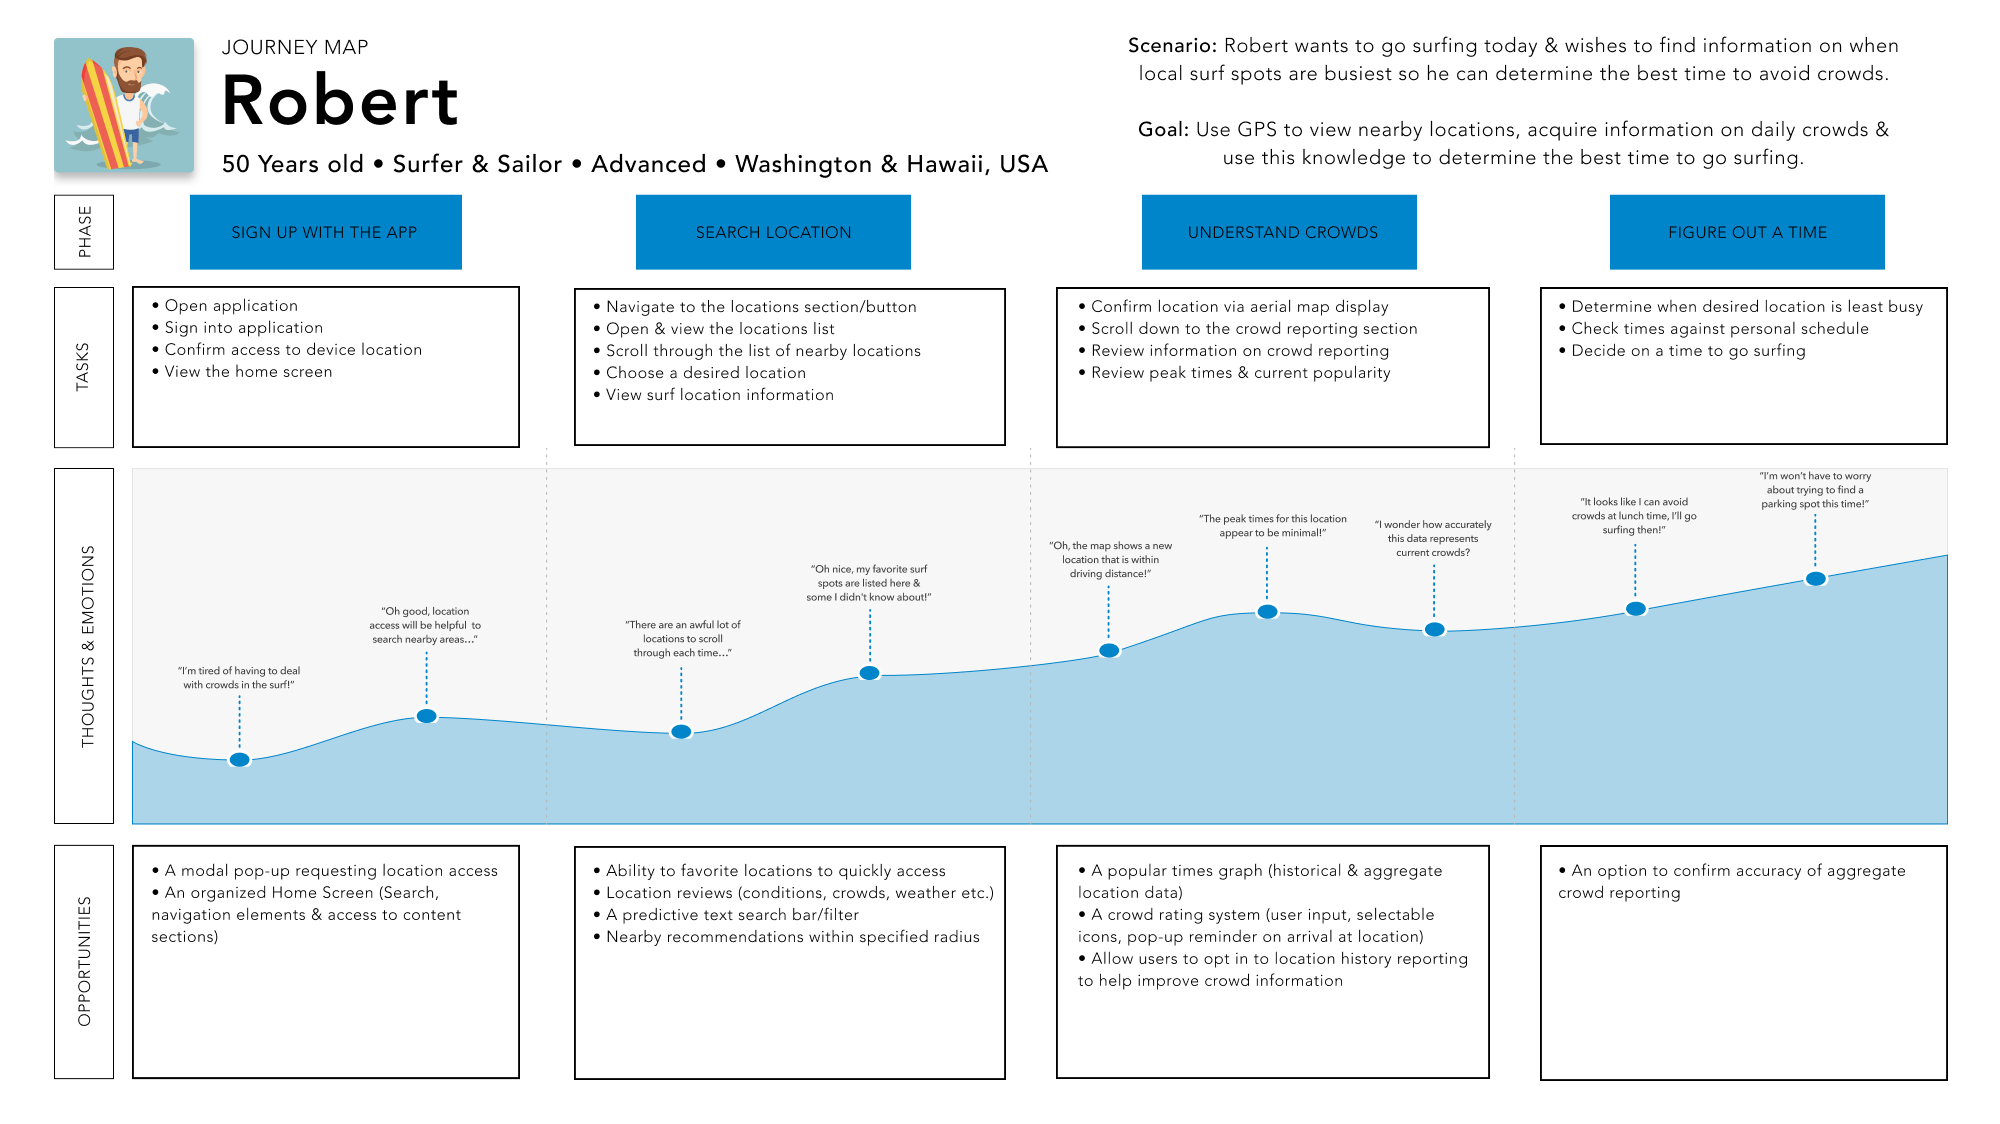 JOURNEY MAP
Robert
50 Years old • Surfer & Sailor • Advanced • Washington & Hawaii, USA
Scenario: Robert wants to go surfing today & wishes to find information on when
local surf spots are busiest so he can determine the best time to avoid crowds.
Goal: Use GPS to view nearby locations, acquire information on daily crowds &
use this knowledge to determine the best time to go surfing.
PHASE
SIGN UP WITH THE APP
SEARCH LOCATION
UNDERSTAND CROWDS
FIGURE OUT A TIME
TASKS
• Open application
• Sign into application
• Confirm access to device location
• View the home screen
• Navigate to the locations section/button
• Open & view the locations list
• Scroll through the list of nearby locations
• Choose a desired location
• View surf location information
• Confirm location via aerial map display
• Scroll down to the crowd reporting section
• Review information on crowd reporting
• Review peak times & current popularity
• Determine when desired location is least busy
• Check times against personal schedule
• Decide on a time to go surfing
THOUGHTS & EMOTIONS
“I’m tired of having to deal
with crowds in the surf!”
“Oh good, location
access will be helpful  to
search nearby areas...”
“There are an awful lot of
locations to scroll
through each time...”
“Oh nice, my favorite surf
spots are listed here &
some I didn’t know about!”
“Oh, the map shows a new
location that is within
driving distance!”
“The peak times for this location
appear to be minimal!”
“I wonder how accurately
this data represents
current crowds?
“It looks like I can avoid
crowds at lunch time, I’ll go
surfing then!”
“I’m won’t have to worry
about trying to find a
parking spot this time!”
OPPORTUNITIES
• A modal pop-up requesting location access
• An organized Home Screen (Search,
navigation elements & access to content
sections)
• Ability to favorite locations to quickly access
• Location reviews (conditions, crowds, weather etc.)
• A predictive text search bar/filter
• Nearby recommendations within specified radius
• A popular times graph (historical & aggregate
location data)
• A crowd rating system (user input, selectable
icons, pop-up reminder on arrival at location)
• Allow users to opt in to location history reporting
to help improve crowd information
• An option to confirm accuracy of aggregate
crowd reporting